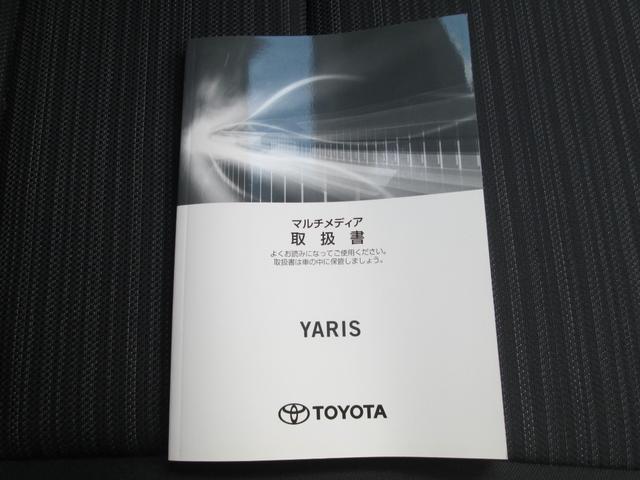 マルチメディア
取扱書
よくお読みになってご使用ください。
取扱書は車の中に保管しましょう。
YARIS
TOYOTA